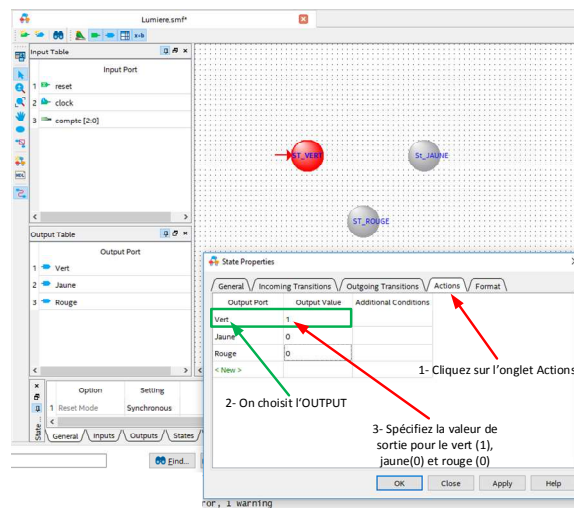 Lumiere.smf*
Input Table
Input Port
1 reset
2 clock
3 compte [2:0]
ST_VERT
St_JAUNE
ST_ROUGE
Output Table
Output Port
1 Vert
2 Jaune
3 Rouge
State Properties
General
Incoming Transitions
Outgoing Transitions
Actions
Format
Output Port Output Value Additional Conditions
Vert 1
Jaune 0
Rouge 0
< New >
1- Cliquez sur l'onglet Actions
2- On choisit l'OUTPUT
3- Spécifiez la valeur de
sortie pour le vert (1),
jaune(0) et rouge (0)
Option Setting
1 Reset Mode Synchronous
State...
General Inputs Outputs States
Find...
OK Close Apply Help
ror, 1 warning